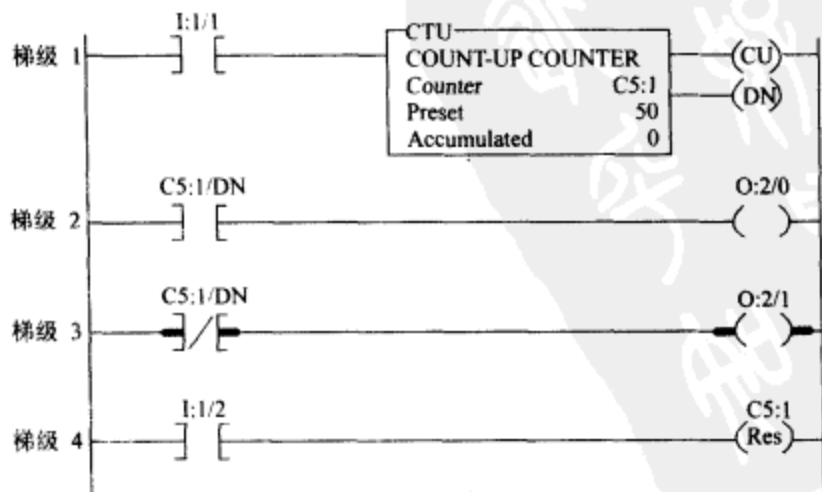 I:1/1
梯级 1
CTU
COUNT-UP COUNTER
Counter C5:1
Preset 50
Accumulated 0
(CU)
(DN)
C5:1/DN O:2/0
梯级 2
C5:1/DN O:2/1
梯级 3
I:1/2 C5:1
梯级 4 (Res)